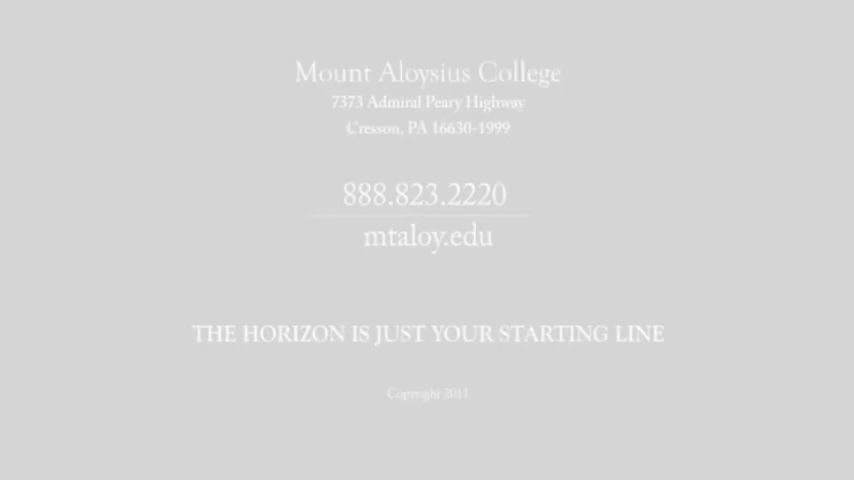 Mount Aloysius College
7373 Admiral Peary Highway
Cresson, PA 16630-1999
888.823.2220
mtaloy.edu
THE HORIZON IS JUST YOUR STARTING LINE
Copyright 2011